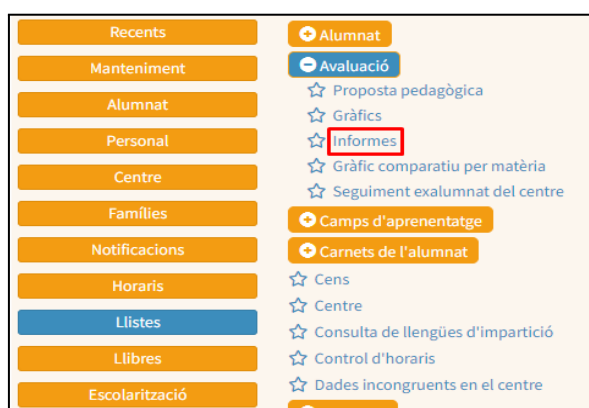 Recents
Manteniment
Alumnat
Personal
Centre
Famílies
Notificacions
Horaris
Llistes
Llibres
Escolarització
Alumnat
Avaluació
Proposta pedagògica
Gràfics
Informes
Gràfic comparatiu per matèria
Seguiment exalumnat del centre
Camps d'aprenentatge
Carnets de l'alumnat
Cens
Centre
Consulta de llengües d'impartició
Control d'horaris
Dades incongruents en el centre